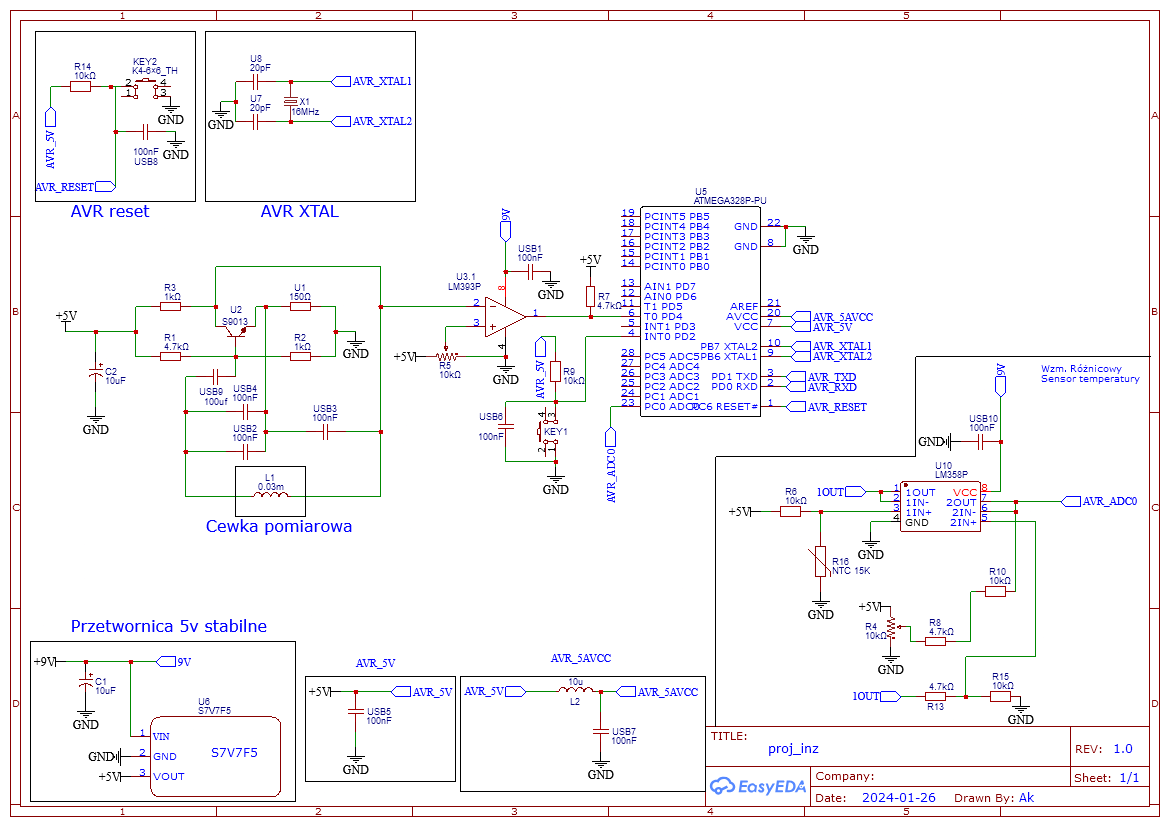 1 2 3 4 5
A
B
C
D
A
B
C
D
R14
10kΩ
KEY2
K4-6×6_TH
2 4
1 3
GND
AVR_5V
100nF
USB8
GND
AVR_RESET
AVR reset
U8
20pF
U7
20pF
X1
16MHz
GND
AVR_XTAL1
AVR_XTAL2
AVR XTAL
+5V
C2
10uF
GND
R3
1kΩ
R1
4.7kΩ
U2
S9013
U1
150Ω
R2
1kΩ
GND
USB9
100uf
USB4
100nF
USB2
100nF
USB3
100nF
L1
0.03m
Cewka pomiarowa
9V
USB1
100nF
GND
U3.1
LM393P
8
2
3
1
4
GND
+5V
R5
10kΩ
+5V
R7
4.7kΩ
AVR_5V
R9
10kΩ
USB6
100nF
4 3
KEY1
2 1
GND
AVR_ADC0
U5
ATMEGA328P-PU
19 PCINT5 PB5
18 PCINT4 PB4
17 PCINT3 PB3
16 PCINT2 PB2
15 PCINT1 PB1
14 PCINT0 PB0
13 AIN1 PD7
12 AIN0 PD6
11 T1 PD5
6 T0 PD4
5 INT1 PD3
4 INT0 PD2
28 PC5 ADC5
27 PC4 ADC4
26 PC3 ADC3
25 PC2 ADC2
24 PC1 ADC1
23 PC0 ADC0
GND 22
GND 8
GND
AREF 21
AVCC 20 AVR_5AVCC
VCC 7 AVR_5V
PB7 XTAL2 10 AVR_XTAL1
PB6 XTAL1 9 AVR_XTAL2
PD1 TXD 3 AVR_TXD
PD0 RXD 2 AVR_RXD
PC6 RESET# 1 AVR_RESET
Wzm. Różnicowy
Sensor temperatury
9V
USB10
100nF
GND
U10
LM358P
1OUT
1 1OUT
2 1IN-
3 1IN+
4 GND
VCC 8
2OUT 7
2IN- 6
2IN+ 5
AVR_ADC0
+5V
R6
10kΩ
GND
R16
NTC 15K
GND
R10
10kΩ
+5V
R4
10kΩ
GND
R8
4.7kΩ
1OUT
4.7kΩ
R13
R15
10kΩ
GND
Przetwornica 5v stabilne
+9V
9V
C1
10uF
GND
U6
S7V7F5
1 VIN
GND 2 GND
+5V 3 VOUT
S7V7F5
AVR_5V
+5V
AVR_5V
USB5
100nF
GND
AVR_5AVCC
AVR_5V
10u
L2
AVR_5AVCC
USB7
100nF
GND
TITLE:
proj_inz
REV: 1.0
EasyEDA
Company:
Sheet: 1/1
Date: 2024-01-26 Drawn By: Ak
1 2 3 4 5